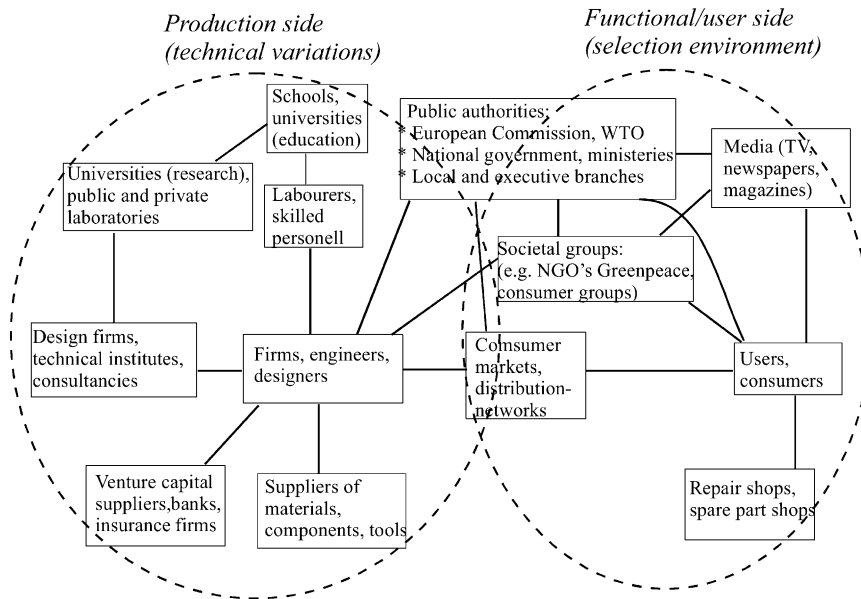 Production side
(technical variations)
Functional/user side
(selection environment)
Schools,
universities
(education)
Public authorities:
* European Commission, WTO
* National government, ministeries
* Local and executive branches
Media (TV,
newspapers,
magazines)
Universities (research),
public and private
laboratories
Labourers,
skilled
personell
Societal groups:
(e.g. NGO's Greenpeace,
consumer groups)
Design firms,
technical institutes,
consultancies
Firms, engineers,
designers
Comsumer
markets,
distribution-
networks
Users,
consumers
Venture capital
suppliers,banks,
insurance firms
Suppliers of
materials,
components, tools
Repair shops,
spare part shops